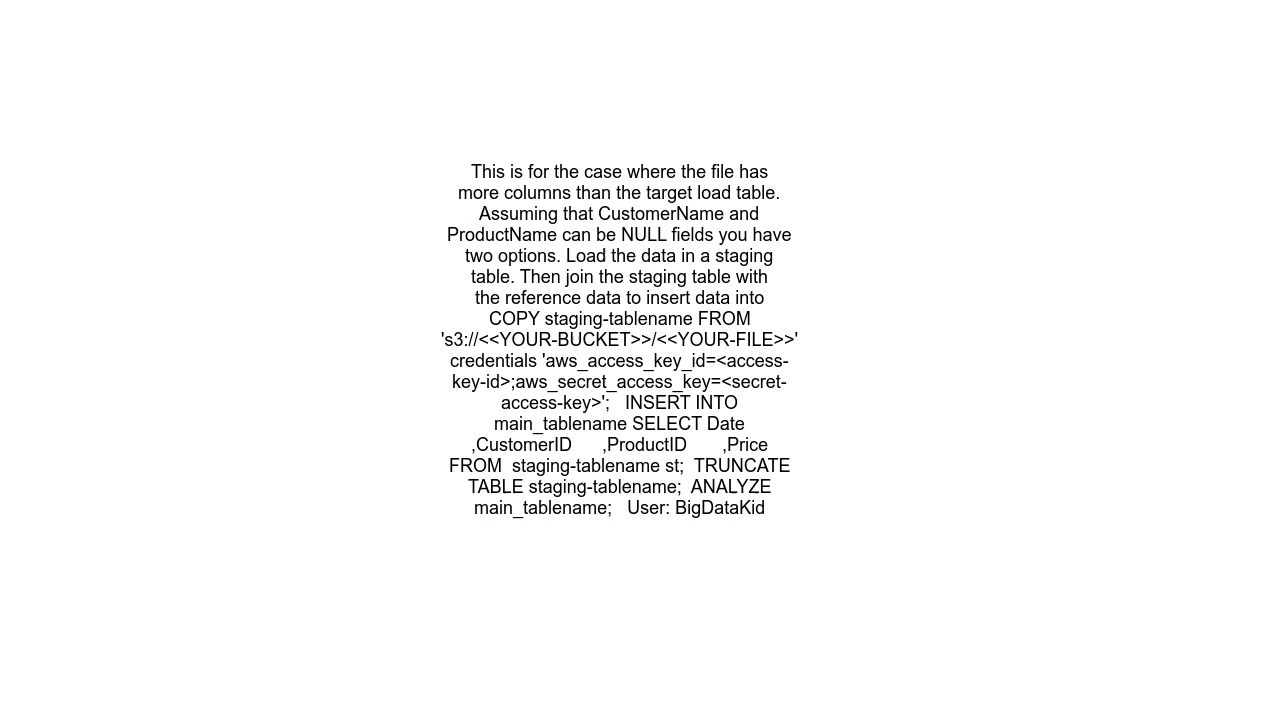 This is for the case where the file has
more columns than the target load table.
Assuming that CustomerName and
ProductName can be NULL fields you have
two options. Load the data in a staging
table. Then join the staging table with
the reference data to insert data into
COPY staging-tablename FROM
's3://<<YOUR-BUCKET>>/<<YOUR-FILE>>'
credentials 'aws_access_key_id=<access-
key-id>;aws_secret_access_key=<secret-
access-key>';   INSERT INTO
main_tablename SELECT Date
,CustomerID      ,ProductID       ,Price
FROM  staging-tablename st;  TRUNCATE
TABLE staging-tablename;  ANALYZE
main_tablename;   User: BigDataKid